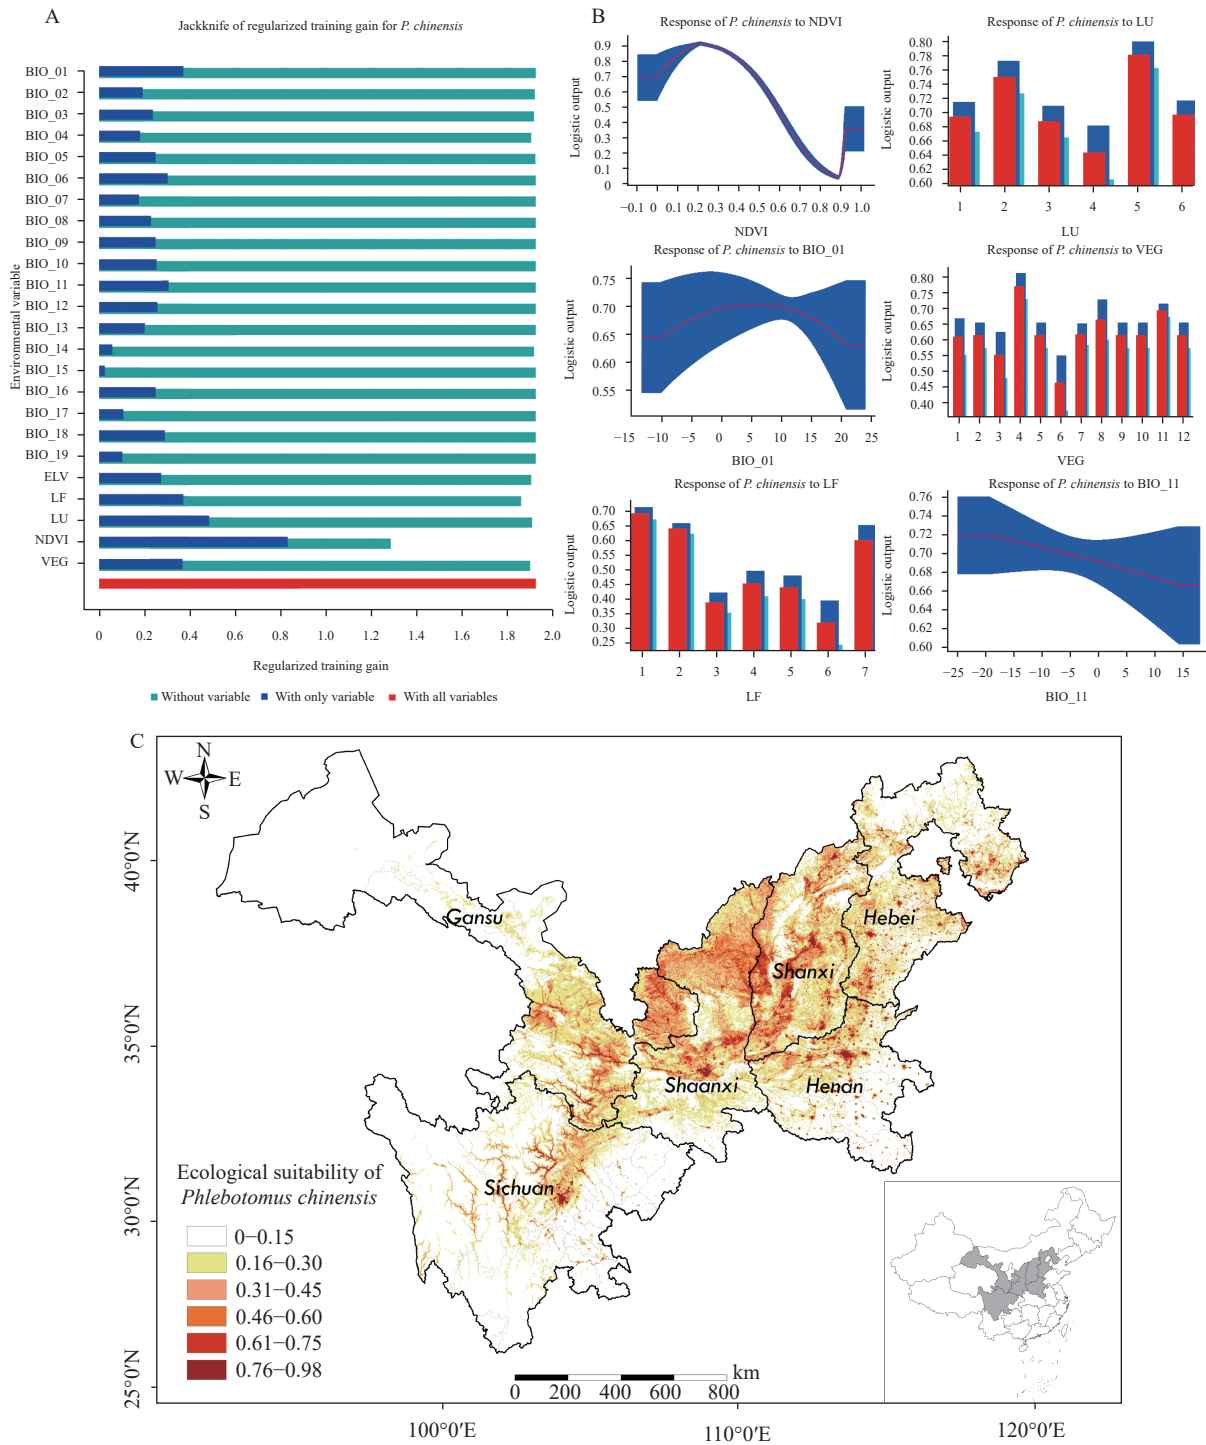 A
Jackknife of regularized training gain for P. chinensis
Environmental variable
BIO_01
BIO_02
BIO_03
BIO_04
BIO_05
BIO_06
BIO_07
BIO_08
BIO_09
BIO_10
BIO_11
BIO_12
BIO_13
BIO_14
BIO_15
BIO_16
BIO_17
BIO_18
BIO_19
ELV
LF
LU
NDVI
VEG
0 0.2 0.4 0.6 0.8 1.0 1.2 1.4 1.6 1.8 2.0
Regularized training gain
Without variable With only variable With all variables
B
Response of P. chinensis to NDVI
Logistic output
0.9
0.8
0.7
0.6
0.5
0.4
0.3
0.2
0.1
0
−0.1 0 0.1 0.2 0.3 0.4 0.5 0.6 0.7 0.8 0.9 1.0
NDVI
Response of P. chinensis to LU
Logistic output
0.80
0.78
0.76
0.74
0.72
0.70
0.68
0.66
0.64
0.62
0.60
1 2 3 4 5 6
LU
Response of P. chinensis to BIO_01
Logistic output
0.75
0.70
0.65
0.60
0.55
−15 −10 −5 0 5 10 15 20 25
BIO_01
Response of P. chinensis to VEG
Logistic output
0.80
0.75
0.70
0.65
0.60
0.55
0.50
0.45
0.40
1 2 3 4 5 6 7 8 9 10 11 12
VEG
Response of P. chinensis to LF
Logistic output
0.70
0.65
0.60
0.55
0.50
0.45
0.40
0.35
0.30
0.25
1 2 3 4 5 6 7
LF
Response of P. chinensis to BIO_11
Logistic output
0.76
0.74
0.72
0.70
0.68
0.66
0.64
0.62
0.60
−25 −20 −15 −10 −5 0 5 10 15
BIO_11
C
N
W E
S
40°0′N
35°0′N
30°0′N
25°0′N
Gansu
Hebei
Shanxi
Shaanxi
Henan
Sichuan
Ecological suitability of
Phlebotomus chinensis
0−0.15
0.16−0.30
0.31−0.45
0.46−0.60
0.61−0.75
0.76−0.98
km
0 200 400 600 800
100°0′E 110°0′E 120°0′E